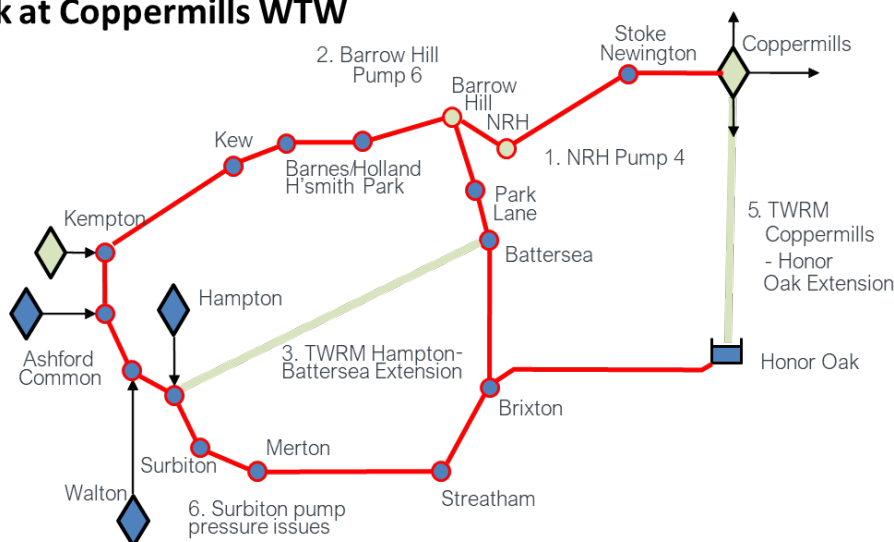 k at Coppermills WTW
2. Barrow Hill
Pump 6
Stoke
Newington
Coppermills
Barrow
Hill
NRH
1. NRH Pump 4
Kew
Barnes/Holland
H'smith Park
Park
Lane
Battersea
5. TWRM
Coppermills
- Honor
Oak Extension
Kempton
Hampton
Ashford
Common
3. TWRM Hampton-
Battersea Extension
Honor Oak
Brixton
Surbiton
Merton
Streatham
Walton
6. Surbiton pump
pressure issues